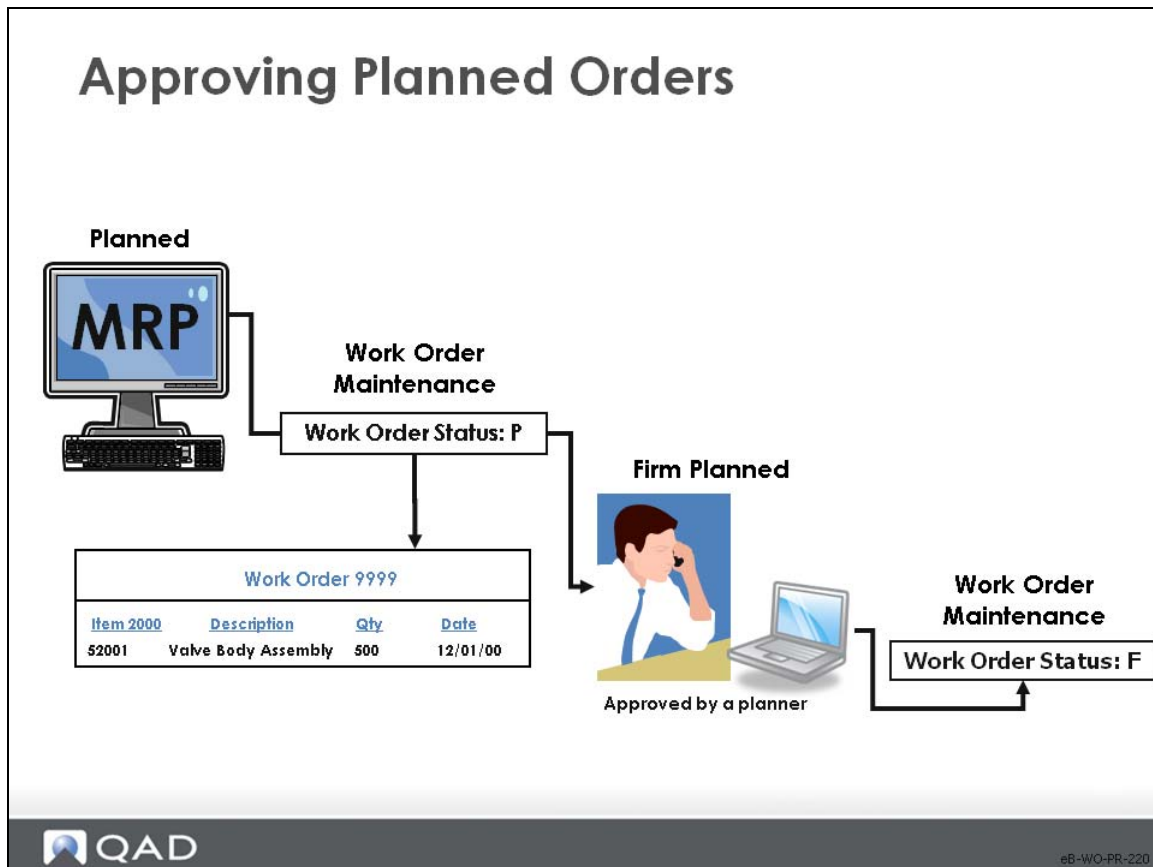 Approving Planned Orders
Planned
MRP
Work Order
Maintenance
Work Order Status: P
Firm Planned
Work Order 9999
Item 2000 Description Qty Date
52001 Valve Body Assembly 500 12/01/00
Approved by a planner
Work Order
Maintenance
Work Order Status: F
QAD
eB-WO-PR-220